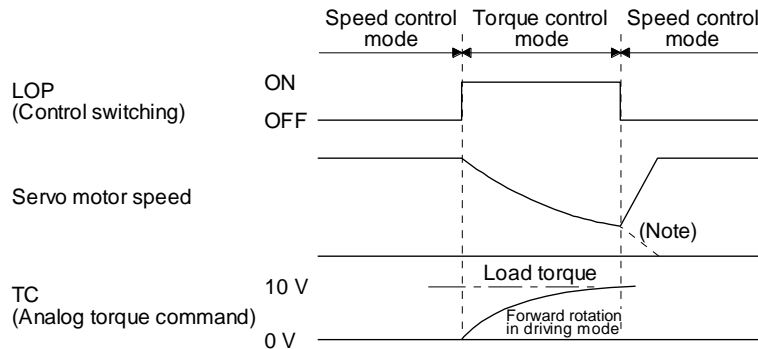 Speed control
mode
Torque control
mode
Speed control
mode
LOP
(Control switching)
ON
OFF
Servo motor speed
(Note)
TC
(Analog torque command)
10 V
0 V
Load torque
Forward rotation
in driving mode